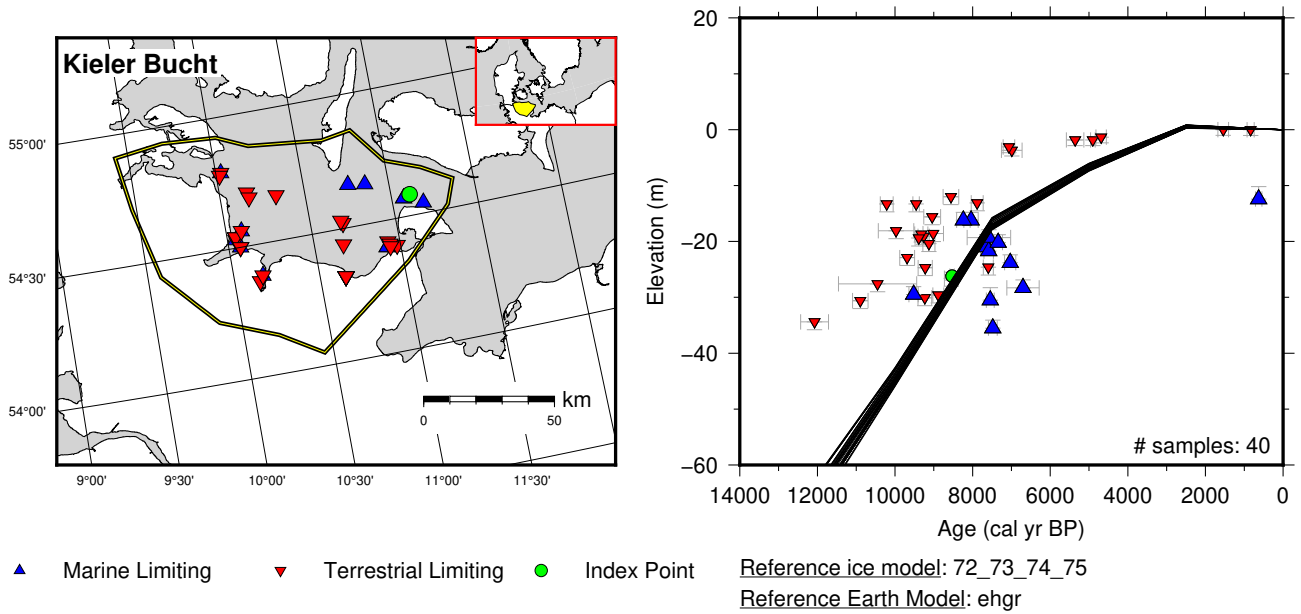 Kieler Bucht
55°00'
54°30'
54°00'
9°00'
9°30'
10°00'
10°30'
11°00'
11°30'
km
0
50
20
0
−20
−40
−60
Elevation (m)
# samples: 40
14000
12000
10000
8000
6000
4000
2000
0
Age (cal yr BP)
Marine Limiting
Terrestrial Limiting
Index Point
Reference ice model: 72_73_74_75
Reference Earth Model: ehgr